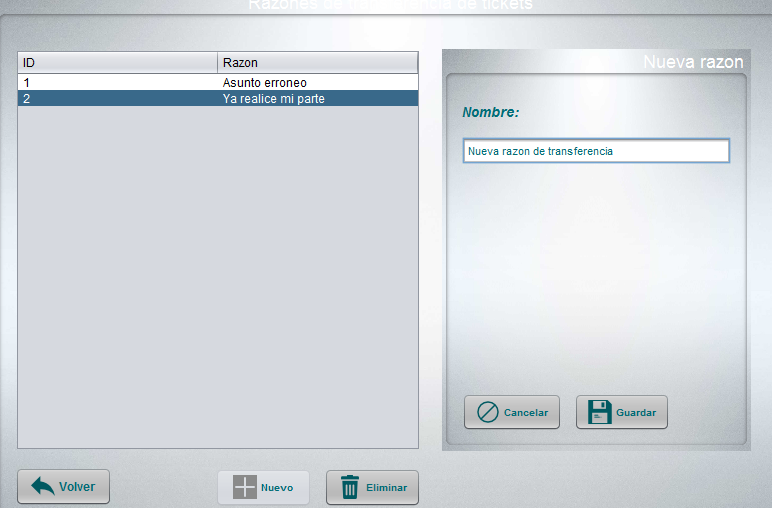 Razones de transferencia de tickets
ID Razon
1 Asunto erroneo
2 Ya realice mi parte
Nueva razon
Nombre:
Nueva razon de transferencia
Cancelar Guardar
Volver Nuevo Eliminar